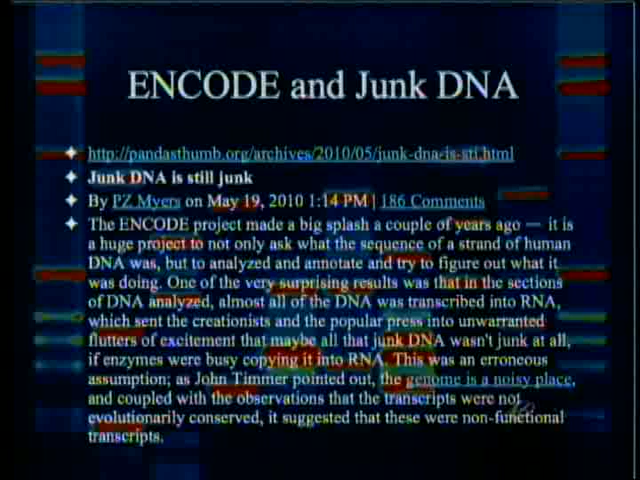 ENCODE and Junk DNA
http://pandasthumb.org/archives/2010/05/junk-dna-is-sti.html
Junk DNA is still junk
By PZ Myers on May 19, 2010 1:14 PM | 186 Comments
The ENCODE project made a big splash a couple of years ago — it is
a huge project to not only ask what the sequence of a strand of human
DNA was, but to analyzed and annotate and try to figure out what it
was doing. One of the very surprising results was that in the sections
of DNA analyzed, almost all of the DNA was transcribed into RNA,
which sent the creationists and the popular press into unwarranted
flutters of excitement that maybe all that junk DNA wasn't junk at all,
if enzymes were busy copying it into RNA. This was an erroneous
assumption; as John Timmer pointed out, the genome is a noisy place,
and coupled with the observations that the transcripts were not
evolutionarily conserved, it suggested that these were non-functional
transcripts.